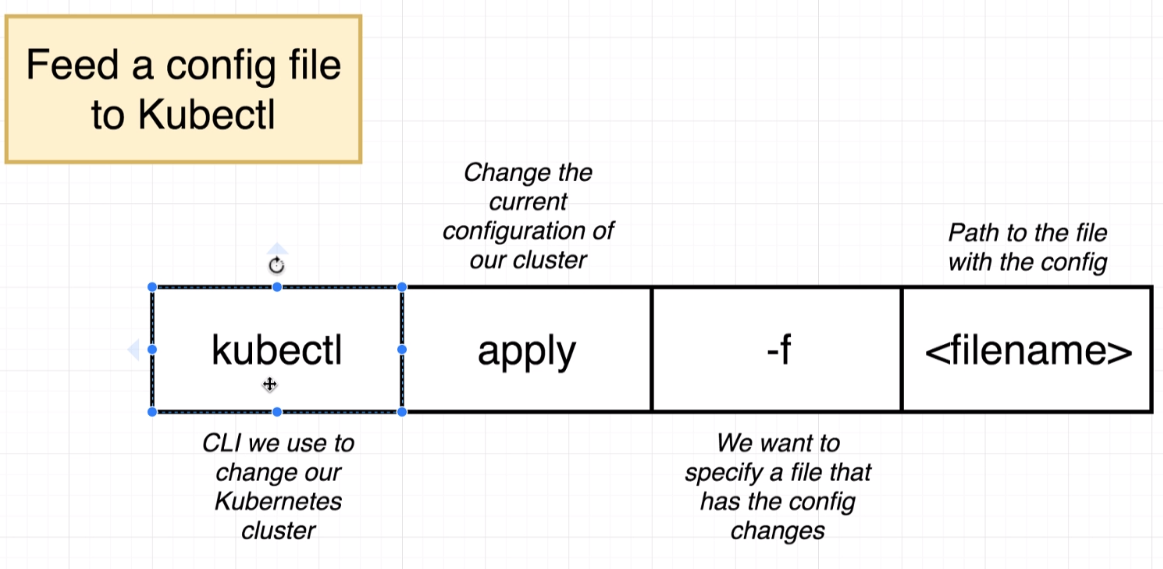 Feed a config file
to Kubectl
Change the
current
configuration of
our cluster
Path to the file
with the config
kubectl
apply
-f
<filename>
CLI we use to
change our
Kubernetes
cluster
We want to
specify a file that
has the config
changes